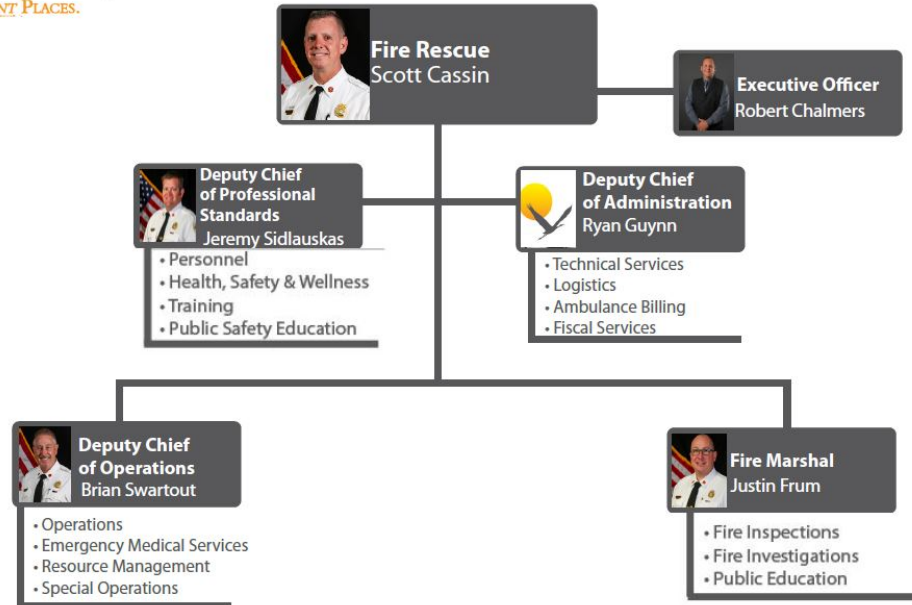 PLACES.
Fire Rescue
Scott Cassin
Executive Officer
Robert Chalmers
Deputy Chief
of Professional
Standards
Jeremy Sidlauskas
• Personnel
• Health, Safety & Wellness
• Training
• Public Safety Education
Deputy Chief
of Administration
Ryan Guynn
• Technical Services
• Logistics
• Ambulance Billing
• Fiscal Services
Deputy Chief
of Operations
Brian Swartout
• Operations
• Emergency Medical Services
• Resource Management
• Special Operations
Fire Marshal
Justin Frum
• Fire Inspections
• Fire Investigations
• Public Education